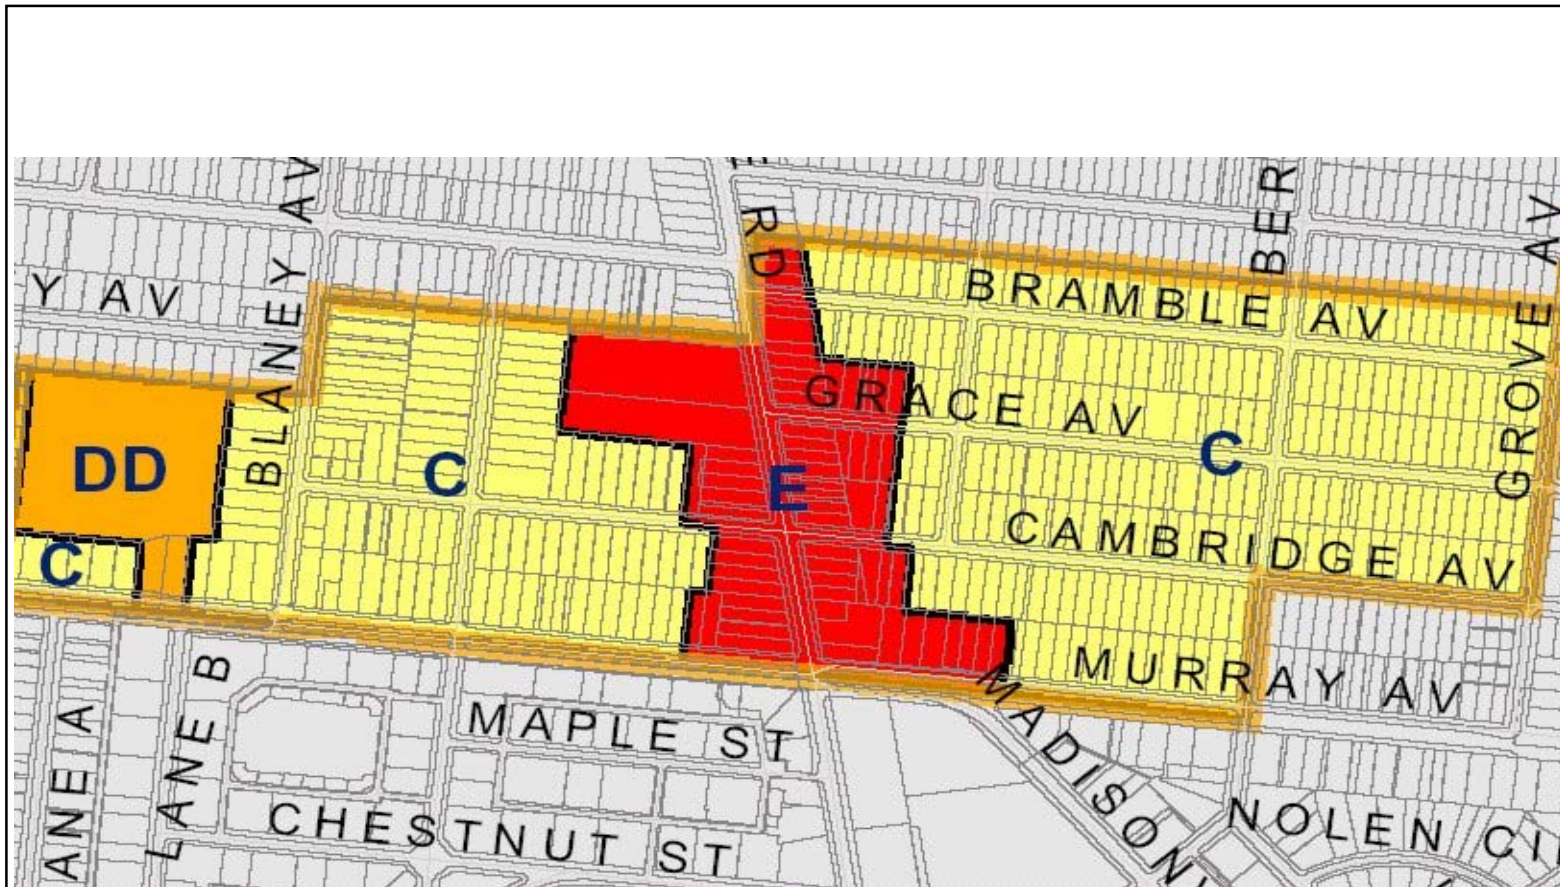 RD
BER
GROVE AV
BLANEY AV
Y AV
BRAMBLE AV
GRACE AV
DD
C
C
E
CAMBRIDGE AV
C
MURRAY AV
LANE B
ANE A
MAPLE ST
MADISON
CHESTNUT ST
NOLEN CI